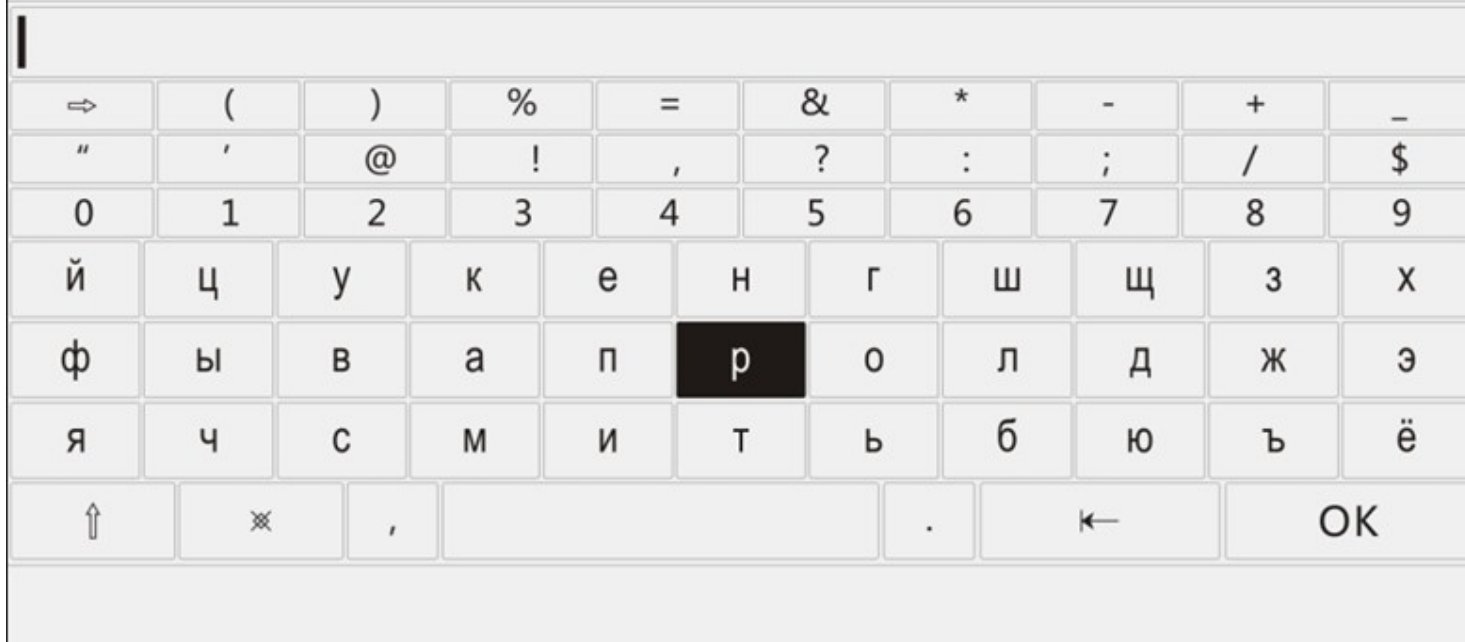 ⇨ ( ) % = & * - + _
" ' @ ! , ? : ; / $
0 1 2 3 4 5 6 7 8 9
й ц у к е н г ш щ з х
ф ы в а п р о л д ж э
я ч с м и т ь б ю ъ ё
⇧ ※ , . ⇤ OK